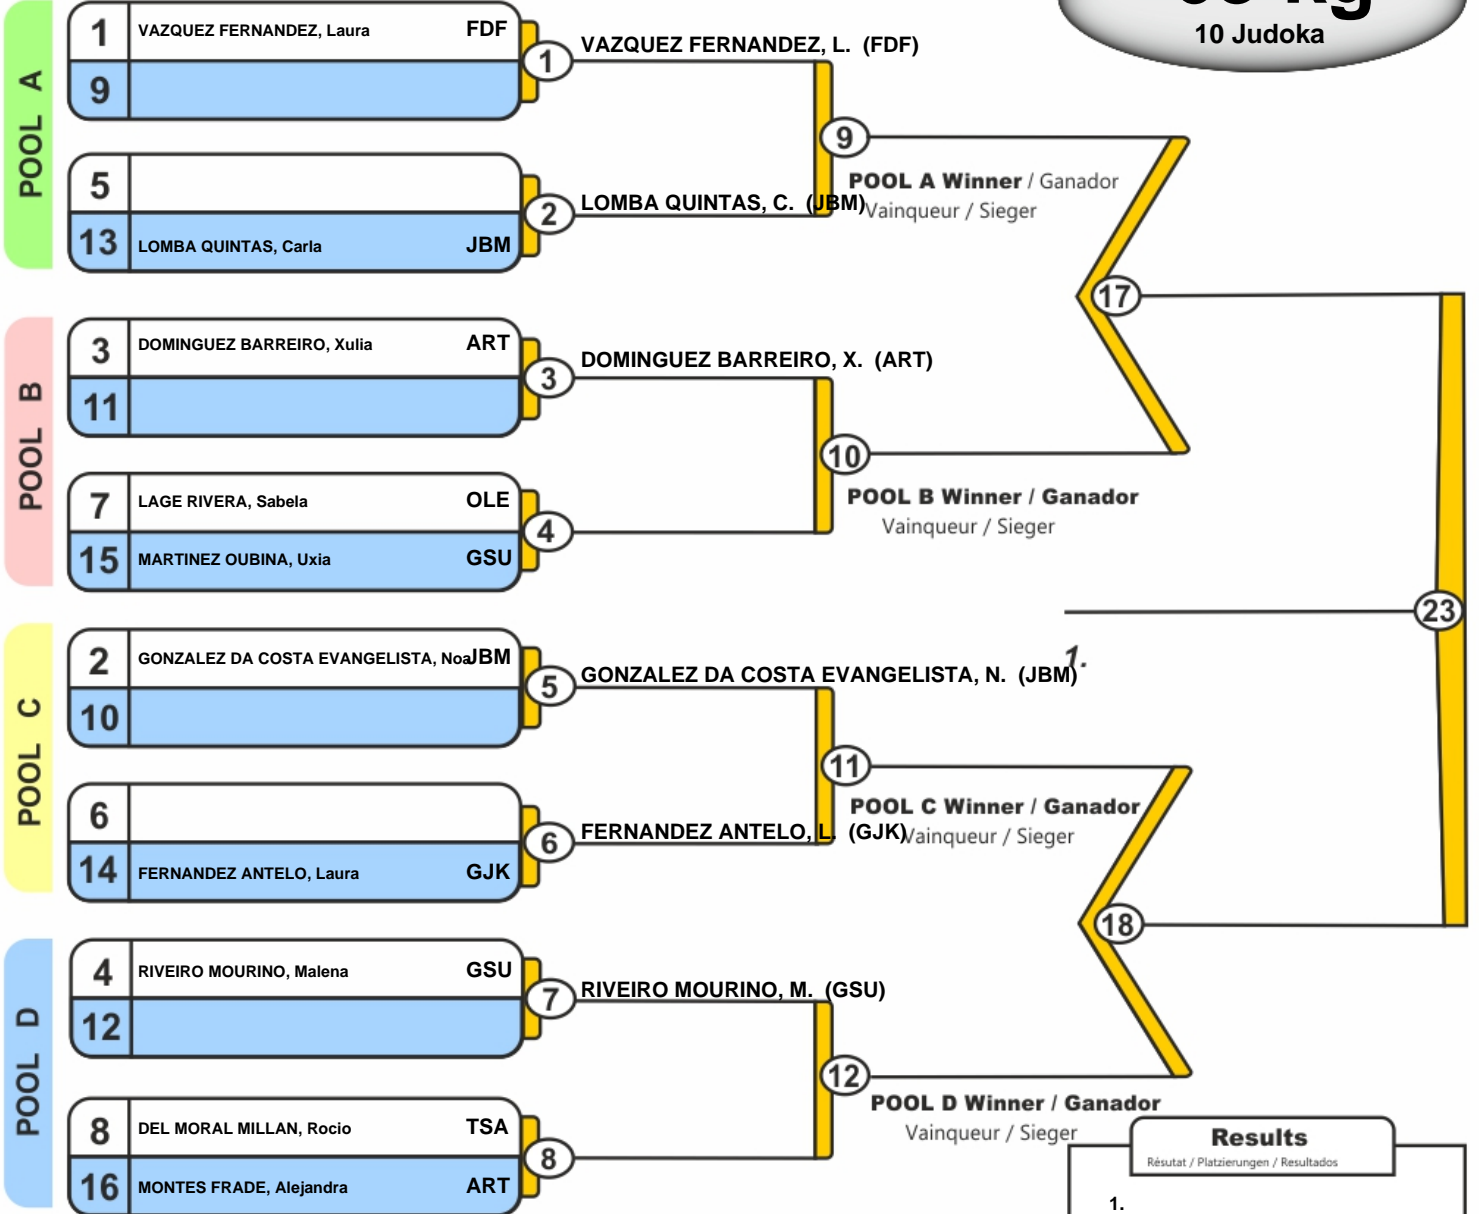 10 Judoka
POOL A
1 VAZQUEZ FERNANDEZ, Laura FDF
9
1
VAZQUEZ FERNANDEZ, L. (FDF)
5
13 LOMBA QUINTAS, Carla JBM
2
LOMBA QUINTAS, C. (JBM)
9
POOL A Winner / Ganador
Vainqueur / Sieger
POOL B
3 DOMINGUEZ BARREIRO, Xulia ART
11
3
DOMINGUEZ BARREIRO, X. (ART)
7 LAGE RIVERA, Sabela OLE
15 MARTINEZ OUBINA, Uxia GSU
4
10
POOL B Winner / Ganador
Vainqueur / Sieger
17
POOL C
2 GONZALEZ DA COSTA EVANGELISTA, Noa JBM
10
5
GONZALEZ DA COSTA EVANGELISTA, N. (JBM)
6
14 FERNANDEZ ANTELO, Laura GJK
6
FERNANDEZ ANTELO, L. (GJK)
11
POOL C Winner / Ganador
Vainqueur / Sieger
23
1.
POOL D
4 RIVEIRO MOURINO, Malena GSU
12
7
RIVEIRO MOURINO, M. (GSU)
8 DEL MORAL MILLAN, Rocio TSA
16 MONTES FRADE, Alejandra ART
8
12
POOL D Winner / Ganador
Vainqueur / Sieger
18
Results
Résutat / Platzierungen / Resultados
1.